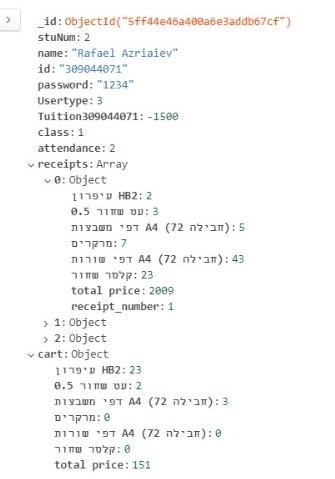 _id: ObjectId("5ff44e46a400a6e3addb67cf")
stuNum: 2
name: "Rafael Azriaiev"
id: "309044071"
password: "1234"
Usertype: 3
Tuition309044071: -1500
class: 1
attendance: 2
receipts: Array
0: Object
עיפרון HB2: 2
עט שחור 0.5: 3
דפי משבצות A4 (חבילה 72): 5
מרקרים: 7
דפי שורות A4 (חבילה 72): 43
קלסר שחור: 23
total price: 2009
receipt_number: 1
1: Object
2: Object
cart: Object
עיפרון HB2: 23
עט שחור 0.5: 2
דפי משבצות A4 (חבילה 72): 3
מרקרים: 0
דפי שורות A4 (חבילה 72): 0
קלסר שחור: 0
total price: 151